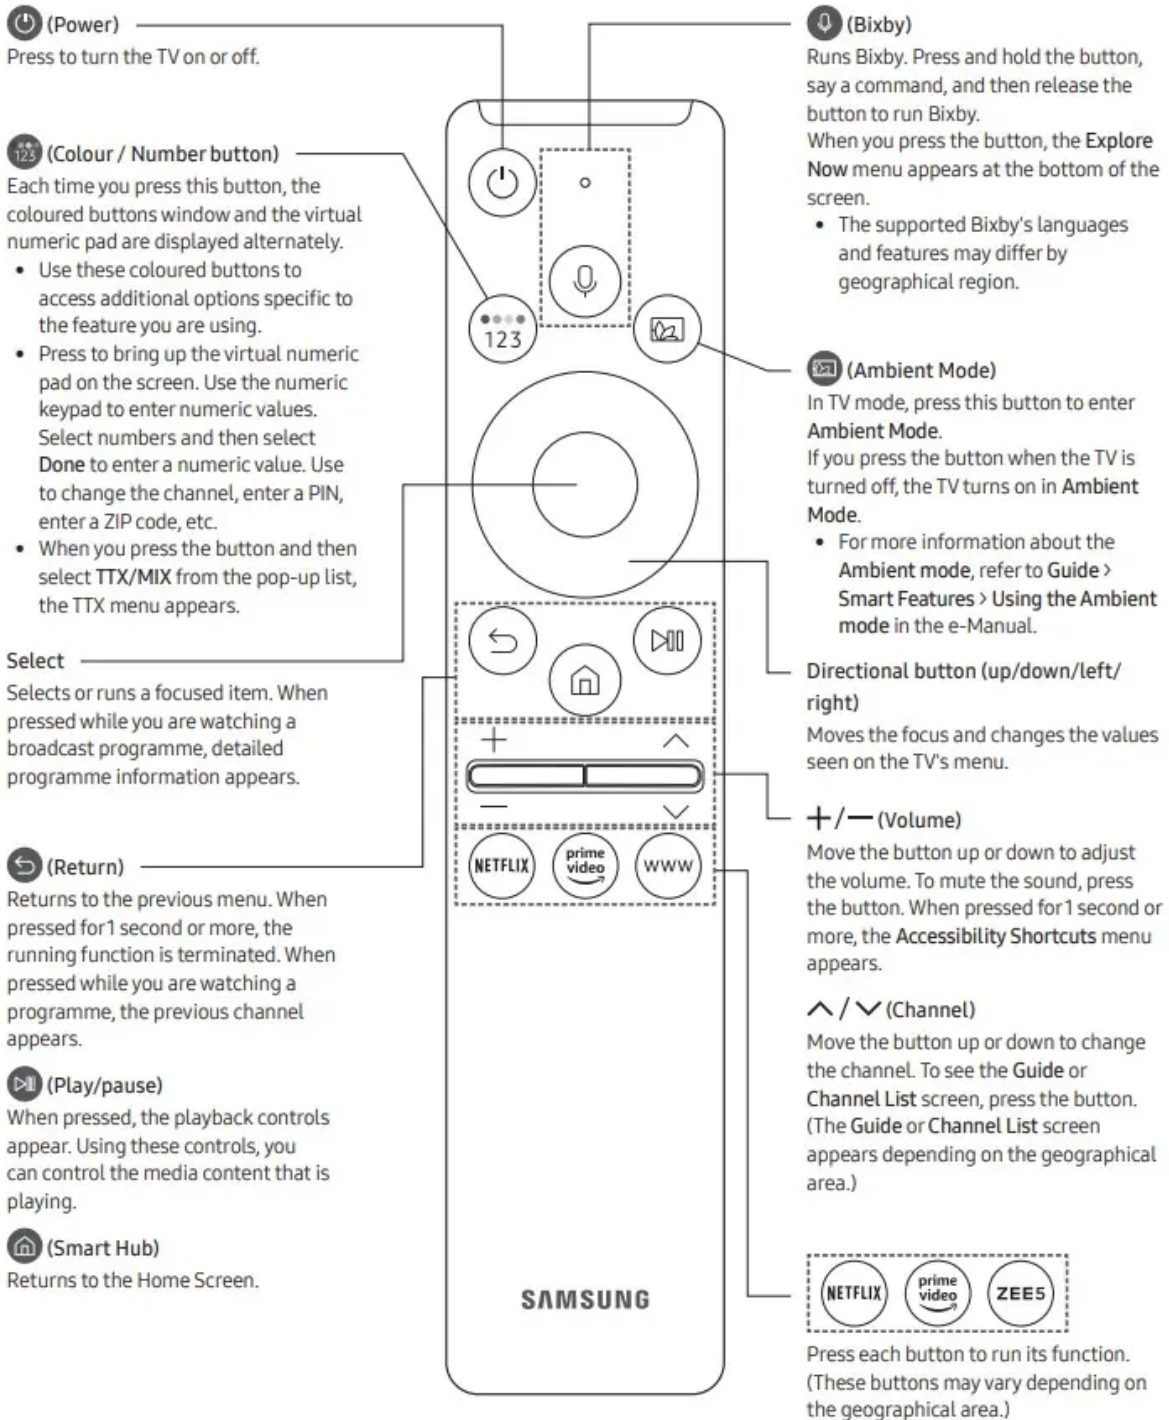 (Power)
Press to turn the TV on or off.
123 (Colour / Number button)
Each time you press this button, the
coloured buttons window and the virtual
numeric pad are displayed alternately.
• Use these coloured buttons to
access additional options specific to
the feature you are using.
• Press to bring up the virtual numeric
pad on the screen. Use the numeric
keypad to enter numeric values.
Select numbers and then select
Done to enter a numeric value. Use
to change the channel, enter a PIN,
enter a ZIP code, etc.
• When you press the button and then
select TTX/MIX from the pop-up list,
the TTX menu appears.
Select
Selects or runs a focused item. When
pressed while you are watching a
broadcast programme, detailed
programme information appears.
(Return)
Returns to the previous menu. When
pressed for1 second or more, the
running function is terminated. When
pressed while you are watching a
programme, the previous channel
appears.
(Play/pause)
When pressed, the playback controls
appear. Using these controls, you
can control the media content that is
playing.
(Smart Hub)
Returns to the Home Screen.
123
+
−
NETFLIX
prime
video
WWW
SAMSUNG
(Bixby)
Runs Bixby. Press and hold the button,
say a command, and then release the
button to run Bixby.
When you press the button, the Explore
Now menu appears at the bottom of the
screen.
• The supported Bixby's languages
and features may differ by
geographical region.
(Ambient Mode)
In TV mode, press this button to enter
Ambient Mode.
If you press the button when the TV is
turned off, the TV turns on in Ambient
Mode.
• For more information about the
Ambient mode, refer to Guide >
Smart Features > Using the Ambient
mode in the e-Manual.
Directional button (up/down/left/
right)
Moves the focus and changes the values
seen on the TV's menu.
+/− (Volume)
Move the button up or down to adjust
the volume. To mute the sound, press
the button. When pressed for1 second or
more, the Accessibility Shortcuts menu
appears.
/ (Channel)
Move the button up or down to change
the channel. To see the Guide or
Channel List screen, press the button.
(The Guide or Channel List screen
appears depending on the geographical
area.)
NETFLIX
prime
video
ZEE5
Press each button to run its function.
(These buttons may vary depending on
the geographical area.)